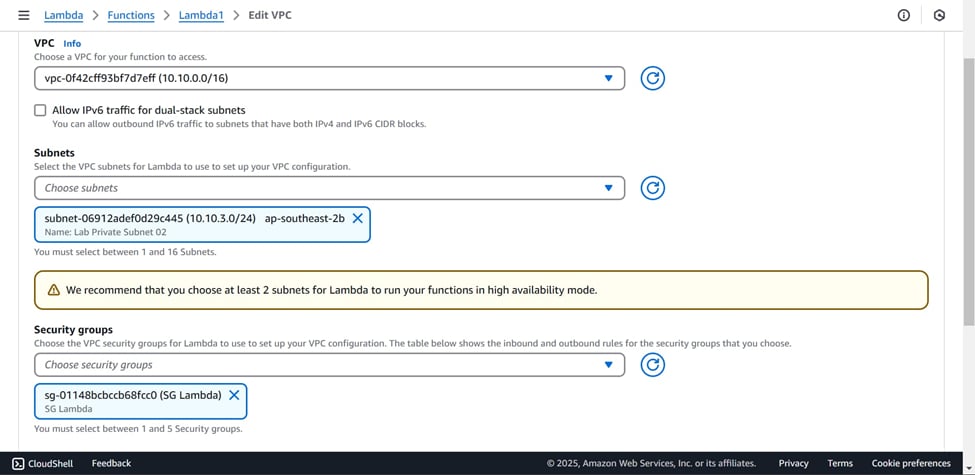 Lambda > Functions > Lambda1 > Edit VPC
VPC Info
Choose a VPC for your function to access.
vpc-0f42cff93bf7d7eff (10.10.0.0/16)
Allow IPv6 traffic for dual-stack subnets
You can allow outbound IPv6 traffic to subnets that have both IPv4 and IPv6 CIDR blocks.
Subnets
Select the VPC subnets for Lambda to use to set up your VPC configuration.
Choose subnets
subnet-06912adef0d29c445 (10.10.3.0/24) ap-southeast-2b
Name: Lab Private Subnet 02
You must select between 1 and 16 Subnets.
We recommend that you choose at least 2 subnets for Lambda to run your functions in high availability mode.
Security groups
Choose the VPC security groups for Lambda to use to set up your VPC configuration. The table below shows the inbound and outbound rules for the security groups that you choose.
Choose security groups
sg-01148bcbccb68fcc0 (SG Lambda)
SG Lambda
You must select between 1 and 5 Security groups.
CloudShell Feedback © 2025, Amazon Web Services, Inc. or its affiliates. Privacy Terms Cookie preferences